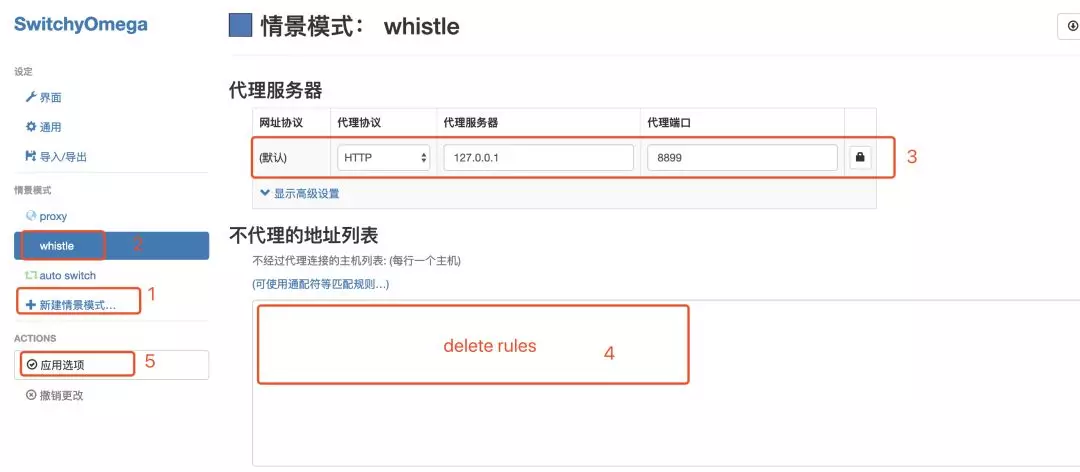 SwitchyOmega
设定
界面
通用
导入/导出
情景模式
proxy
whistle 2
auto switch
1
新建情景模式...
ACTIONS
应用选项 5
撤销更改
情景模式： whistle
代理服务器
网址协议 代理协议 代理服务器 代理端口
(默认) HTTP 127.0.0.1 8899 3
显示高级设置
不代理的地址列表
不经过代理连接的主机列表: (每行一个主机)
(可使用通配符等匹配规则...)
delete rules 4